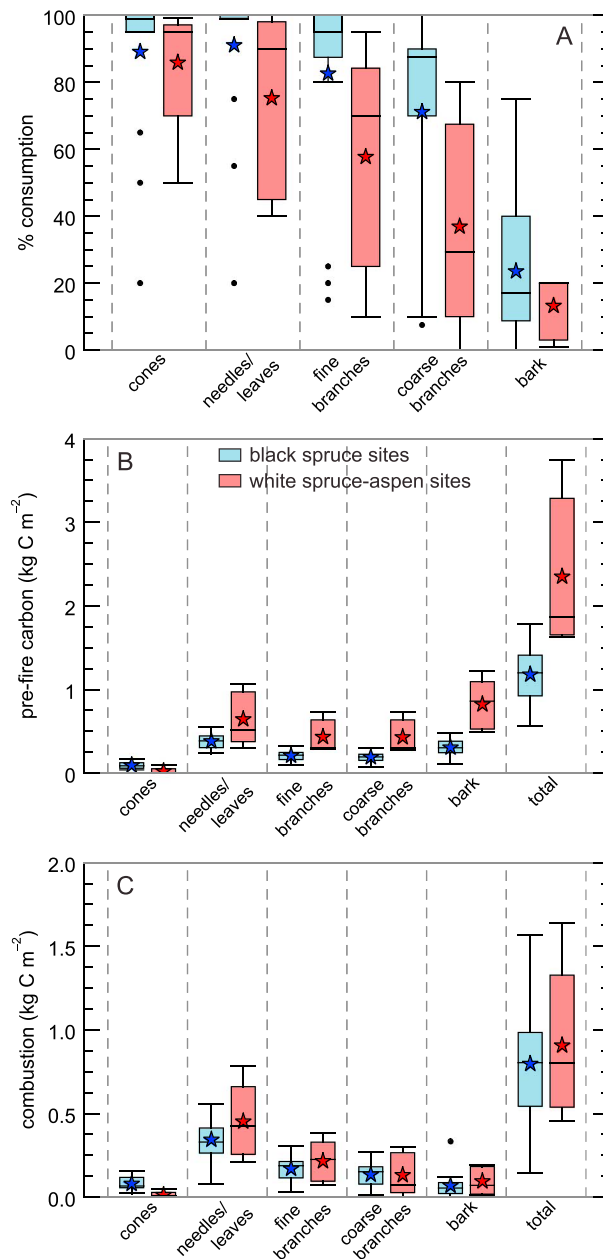 A
% consumption
100
80
60
40
20
0
cones
needles/
leaves
fine
branches
coarse
branches
bark
B
black spruce sites
white spruce-aspen sites
pre-fire carbon (kg C m⁻²)
4
3
2
1
0
cones
needles/
leaves
fine
branches
coarse
branches
bark
total
C
combustion (kg C m⁻²)
2.0
1.5
1.0
0.5
0.0
cones
needles/
leaves
fine
branches
coarse
branches
bark
total